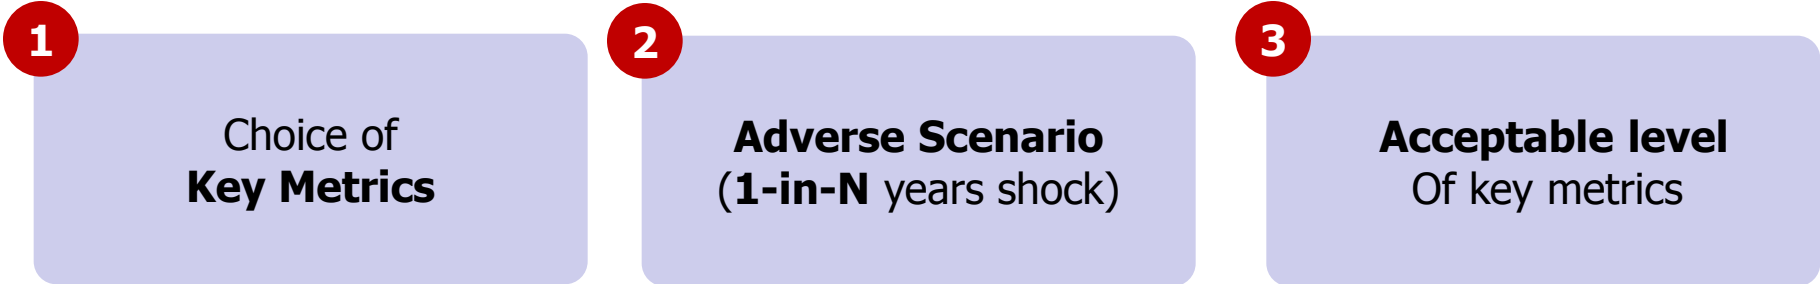 1
Choice of
Key Metrics
2
Adverse Scenario
(1-in-N years shock)
3
Acceptable level
Of key metrics